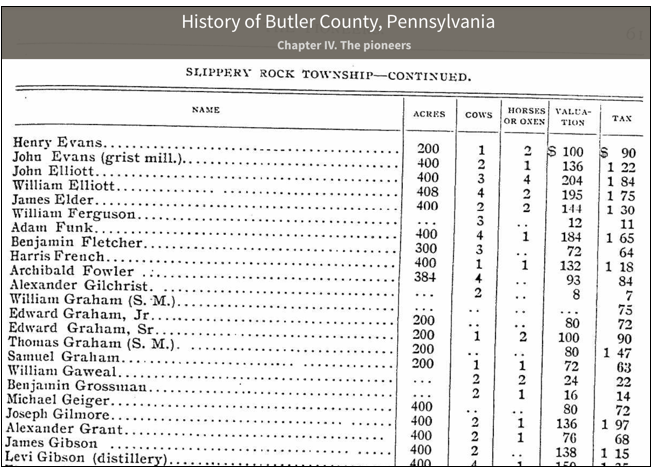 History of Butler County, Pennsylvania
Chapter IV. The pioneers
SLIPPERY ROCK TOWNSHIP—CONTINUED.
NAME ACRES COWS HORSES OR OXEN VALUA-TION TAX
Henry Evans 200 1 2 $ 100 $ 90
John Evans (grist mill.) 400 2 1 136 1 22
John Elliott 400 3 4 204 1 84
William Elliott 408 4 2 195 1 75
James Elder 400 2 2 144 1 30
William Ferguson ... 3 .. 12 11
Adam Funk 400 4 1 184 1 65
Benjamin Fletcher 300 3 .. 72 64
Harris French 400 1 1 132 1 18
Archibald Fowler 384 4 .. 93 84
Alexander Gilchrist ... 2 .. 8 7
William Graham (S. M.) .. .. ... 75
Edward Graham, Jr 200 .. .. 80 72
Edward Graham, Sr 200 1 2 100 90
Thomas Graham (S. M.) 200 .. .. 80 1 47
Samuel Graham 200 1 1 72 63
William Gaweal ... 2 2 24 22
Benjamin Grossman 2 1 16 14
Michael Geiger 400 .. .. 80 72
Joseph Gilmore 400 2 1 136 1 97
Alexander Grant 400 2 1 76 68
James Gibson 400 2 1 138 1 15
Levi Gibson (distillery) 400 4 1 150